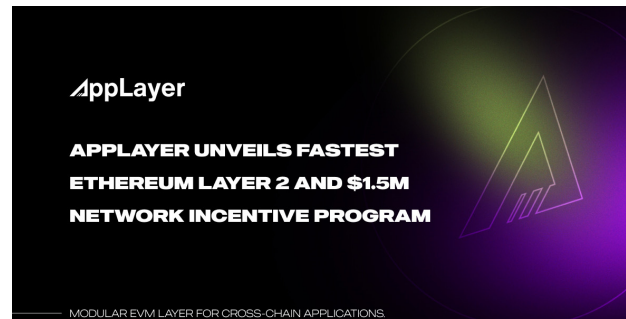 AppLayer
APPLAYER UNVEILS FASTEST
ETHEREUM LAYER 2 AND $1.5M
NETWORK INCENTIVE PROGRAM
MODULAR EVM LAYER FOR CROSS-CHAIN APPLICATIONS.